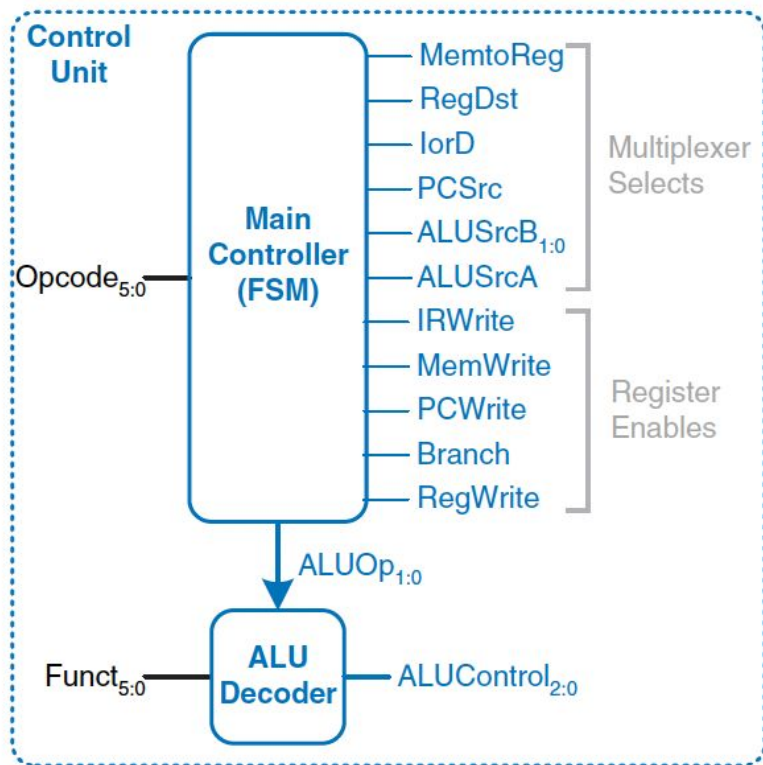 Control
Unit
MemtoReg
RegDst
IorD
PCSrc
ALUSrcB1:0
ALUSrcA
Multiplexer
Selects
Main
Controller
(FSM)
Opcode5:0
IRWrite
MemWrite
PCWrite
Branch
RegWrite
Register
Enables
ALUOp1:0
Funct5:0
ALU
Decoder
ALUControl2:0